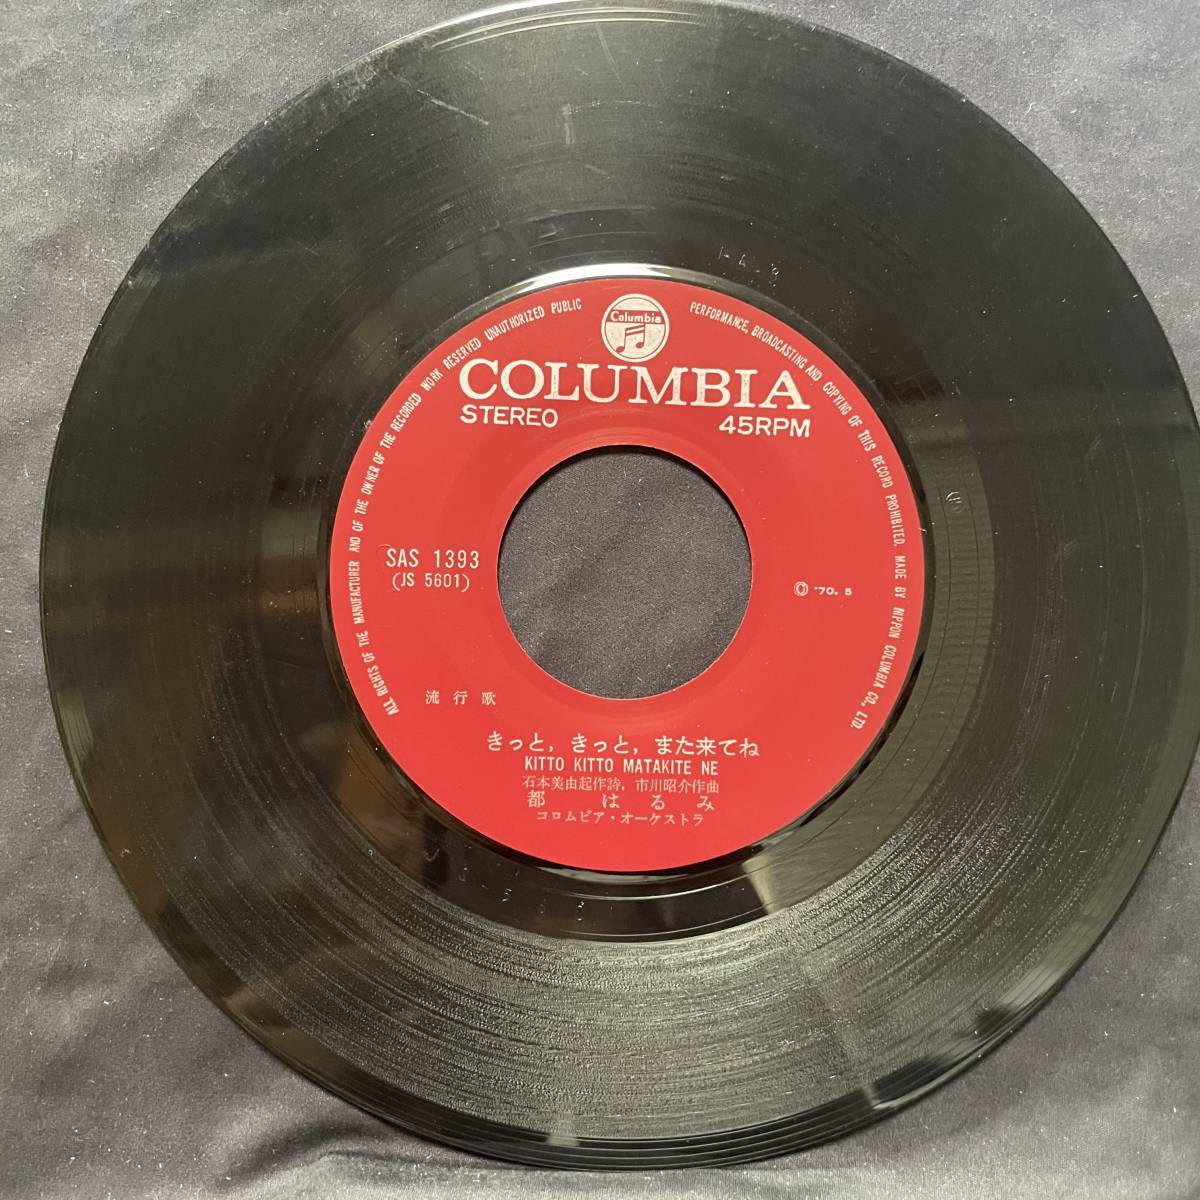 Columbia
COLUMBIA
STEREO 45RPM
SAS 1393
(JS 5601)
Ⓒ '70. 5
流行歌
きっと, きっと, また来てね
KITTO KITTO MATAKITE NE
石本美由起作詩, 市川昭介作曲
都 はるみ
コロムビア・オーケストラ
ALL RIGHTS OF THE MANUFACTURER AND OF THE OWNER OF THE RECORDED WORK RESERVED UNAUTHORIZED PUBLIC PERFORMANCE, BROADCASTING AND COPYING OF THIS RECORD PROHIBITED. MADE BY NIPPON COLUMBIA CO., LTD.